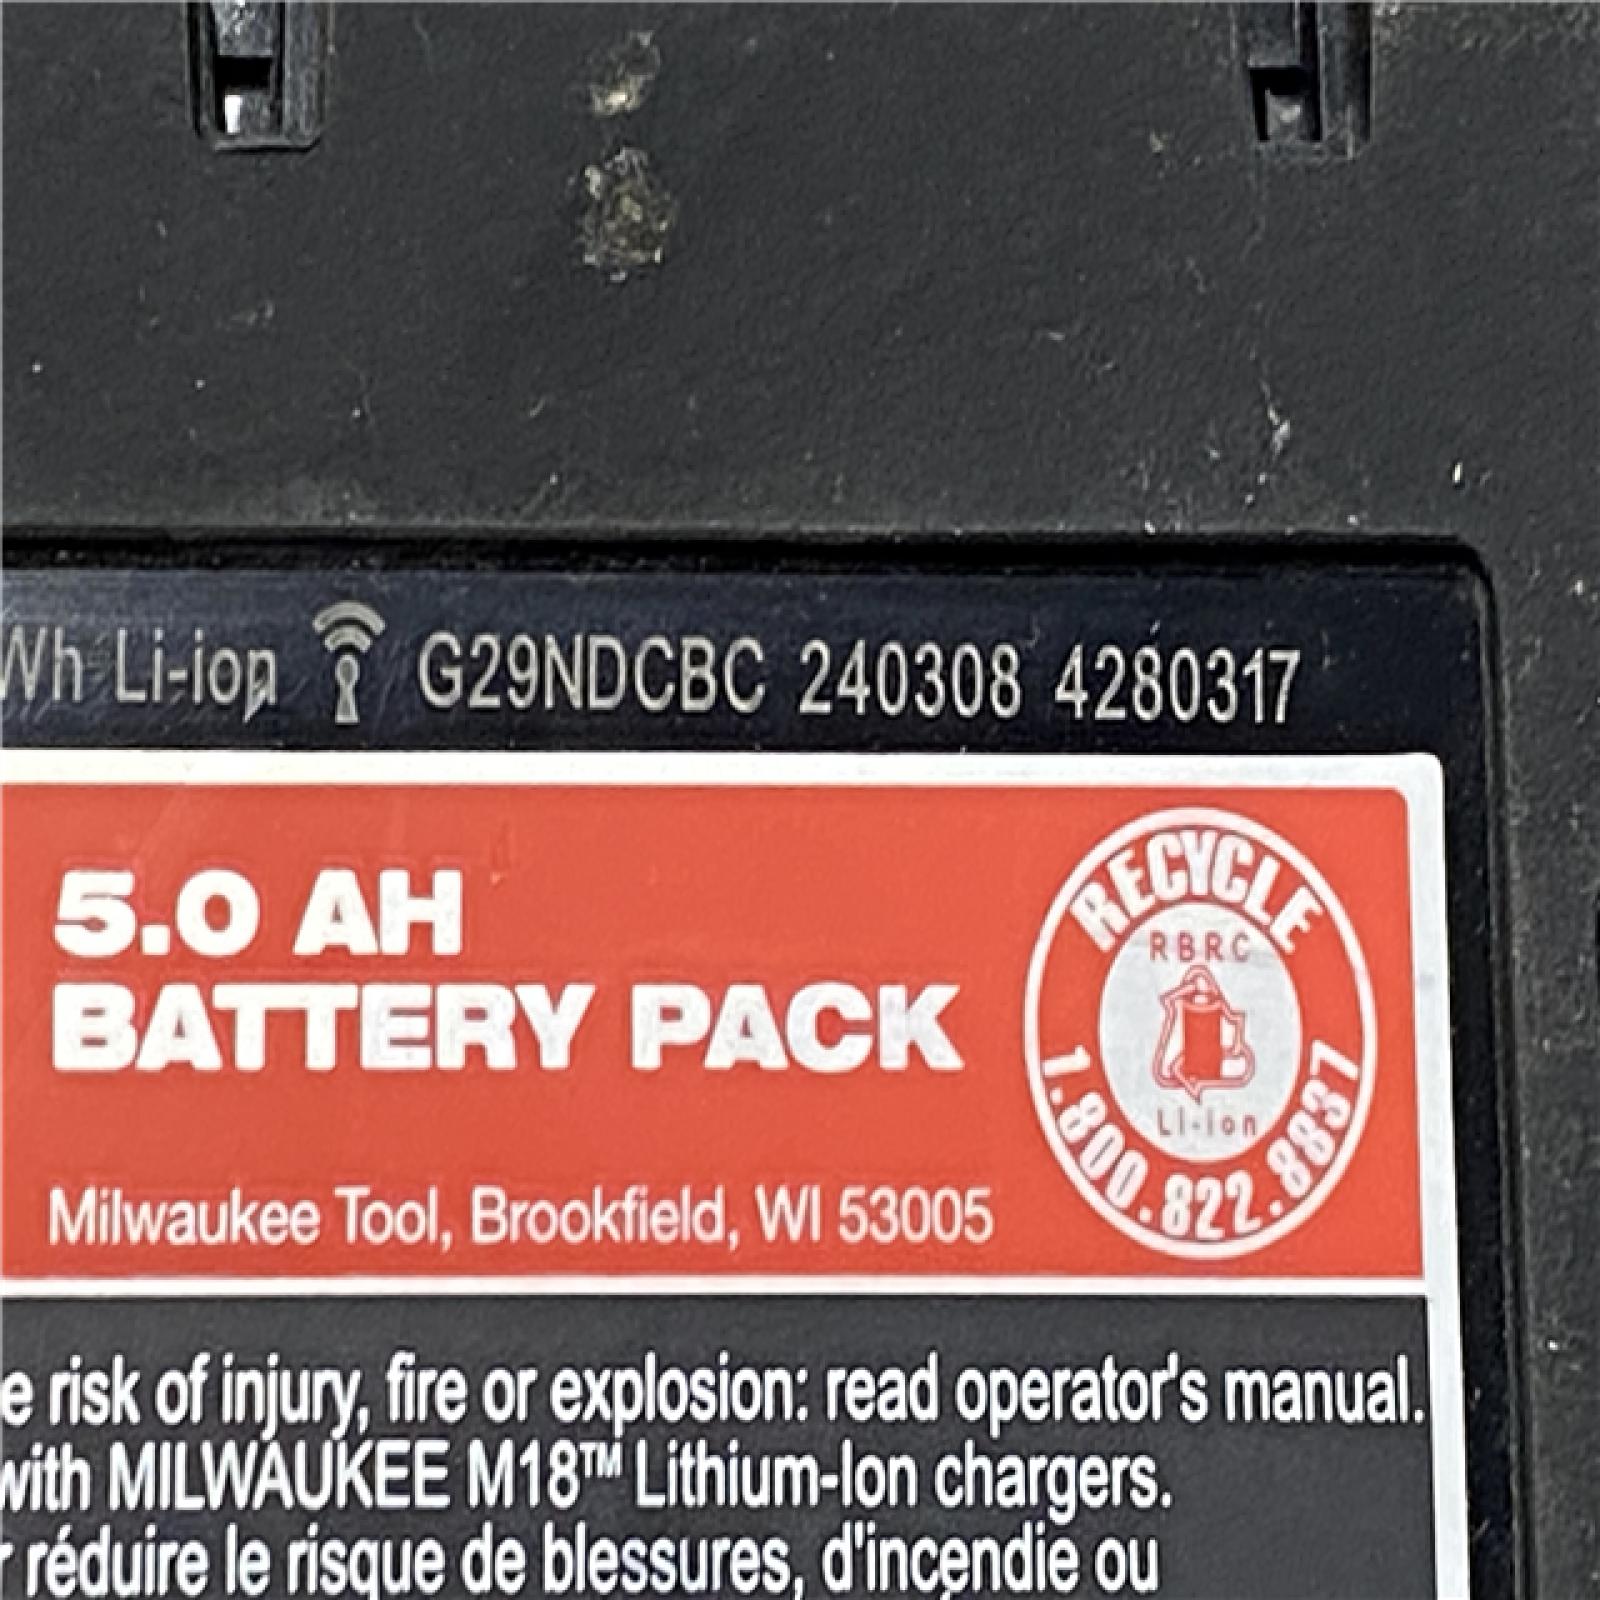 Wh Li-ion G29NDCBC 240308 4280317
5.0 AH
BATTERY PACK
RECYCLE
RBRC
Li-Ion
1.800.822.8837
Milwaukee Tool, Brookfield, WI 53005
e risk of injury, fire or explosion: read operator's manual.
with MILWAUKEE M18™ Lithium-Ion chargers.
r réduire le risque de blessures, d'incendie ou